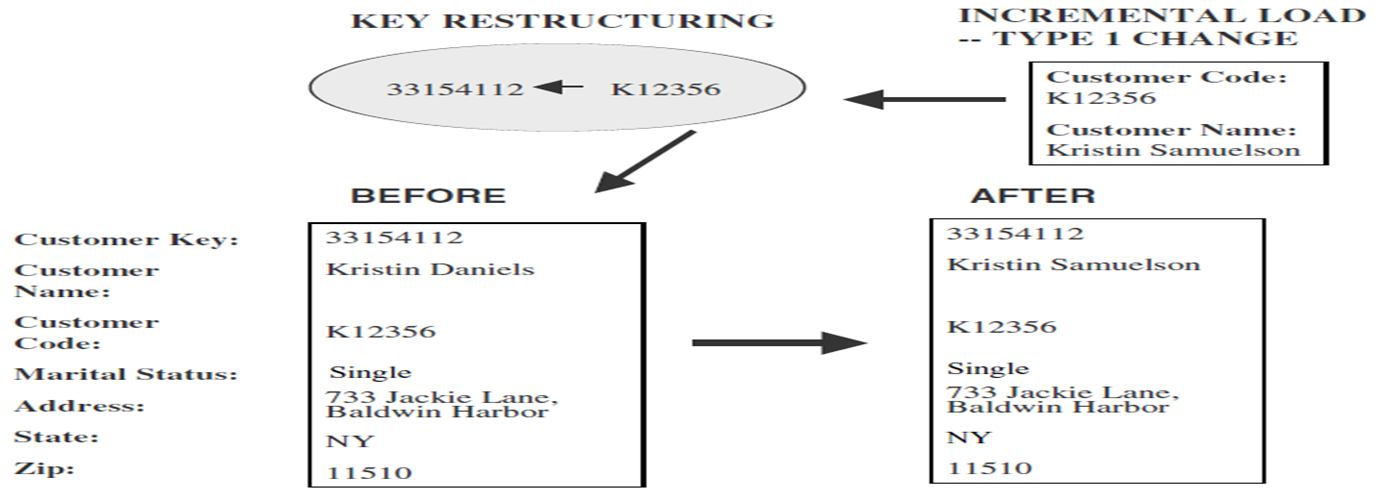 KEY RESTRUCTURING
INCREMENTAL LOAD
-- TYPE 1 CHANGE
33154112
K12356
Customer Code:
K12356
Customer Name:
Kristin Samuelson
BEFORE
AFTER
Customer Key:
33154112
33154112
Customer
Name:
Kristin Daniels
Kristin Samuelson
Customer
Code:
K12356
K12356
Marital Status:
Single
Single
Address:
733 Jackie Lane,
Baldwin Harbor
733 Jackie Lane,
Baldwin Harbor
State:
NY
NY
Zip:
11510
11510